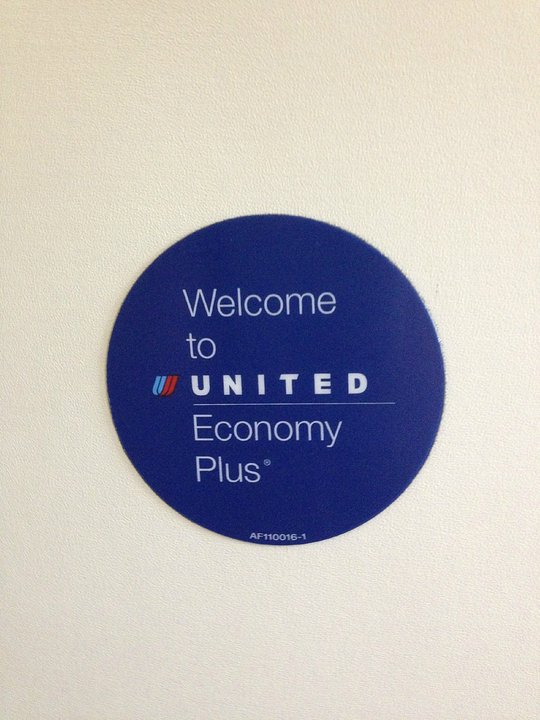 Welcome
to
UNITED
Economy
Plus®
AF110016-1